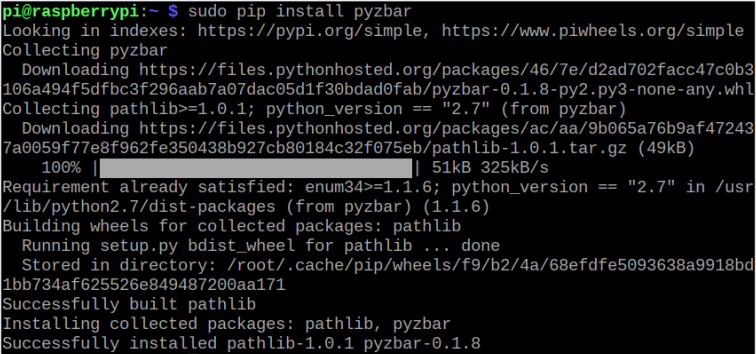 pi@raspberrypi:~ $ sudo pip install pyzbar
Looking in indexes: https://pypi.org/simple, https://www.piwheels.org/simple
Collecting pyzbar
  Downloading https://files.pythonhosted.org/packages/46/7e/d2ad702facc47c0b3
106a494f5dfbc3f296aab7a07dac05d1f30bdad0fab/pyzbar-0.1.8-py2.py3-none-any.whl
Collecting pathlib>=1.0.1; python_version == "2.7" (from pyzbar)
  Downloading https://files.pythonhosted.org/packages/ac/aa/9b065a76b9af47243
7a0059f77e8f962fe350438b927cb80184c32f075eb/pathlib-1.0.1.tar.gz (49kB)
    100% || 51kB 325kB/s
Requirement already satisfied: enum34>=1.1.6; python_version == "2.7" in /usr
/lib/python2.7/dist-packages (from pyzbar) (1.1.6)
Building wheels for collected packages: pathlib
  Running setup.py bdist_wheel for pathlib ... done
  Stored in directory: /root/.cache/pip/wheels/f9/b2/4a/68efdfe5093638a9918bd
1bb734af625526e849487200aa171
Successfully built pathlib
Installing collected packages: pathlib, pyzbar
Successfully installed pathlib-1.0.1 pyzbar-0.1.8